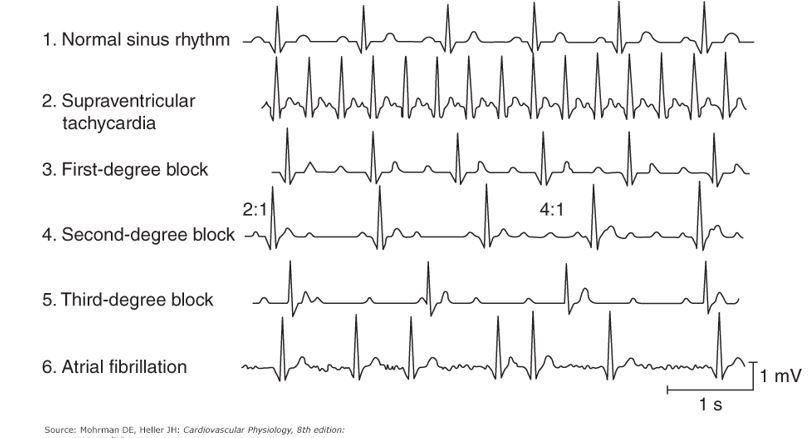 1. Normal sinus rhythm
2. Supraventricular
tachycardia
3. First-degree block
2:1
4:1
4. Second-degree block
5. Third-degree block
6. Atrial fibrillation
1 mV
1 s
Source: Mohrman DE, Heller JH: Cardiovascular Physiology, 8th edition: